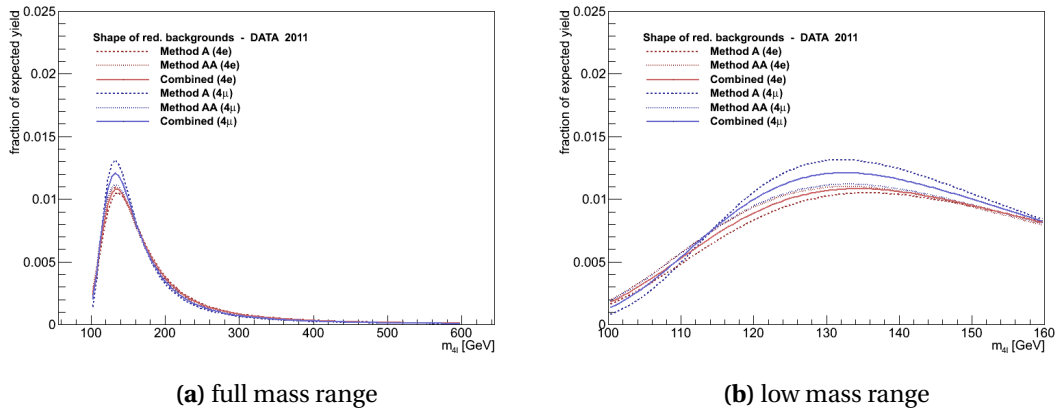 fraction of expected yield
0.025
0.02
0.015
0.01
0.005
0
Shape of red. backgrounds - DATA 2011
Method A (4e)
Method AA (4e)
Combined (4e)
Method A (4μ)
Method AA (4μ)
Combined (4μ)
100 200 300 400 500 600
m4l [GeV]
(a) full mass range
fraction of expected yield
0.025
0.02
0.015
0.01
0.005
0
Shape of red. backgrounds - DATA 2011
Method A (4e)
Method AA (4e)
Combined (4e)
Method A (4μ)
Method AA (4μ)
Combined (4μ)
100 110 120 130 140 150 160
m4l [GeV]
(b) low mass range